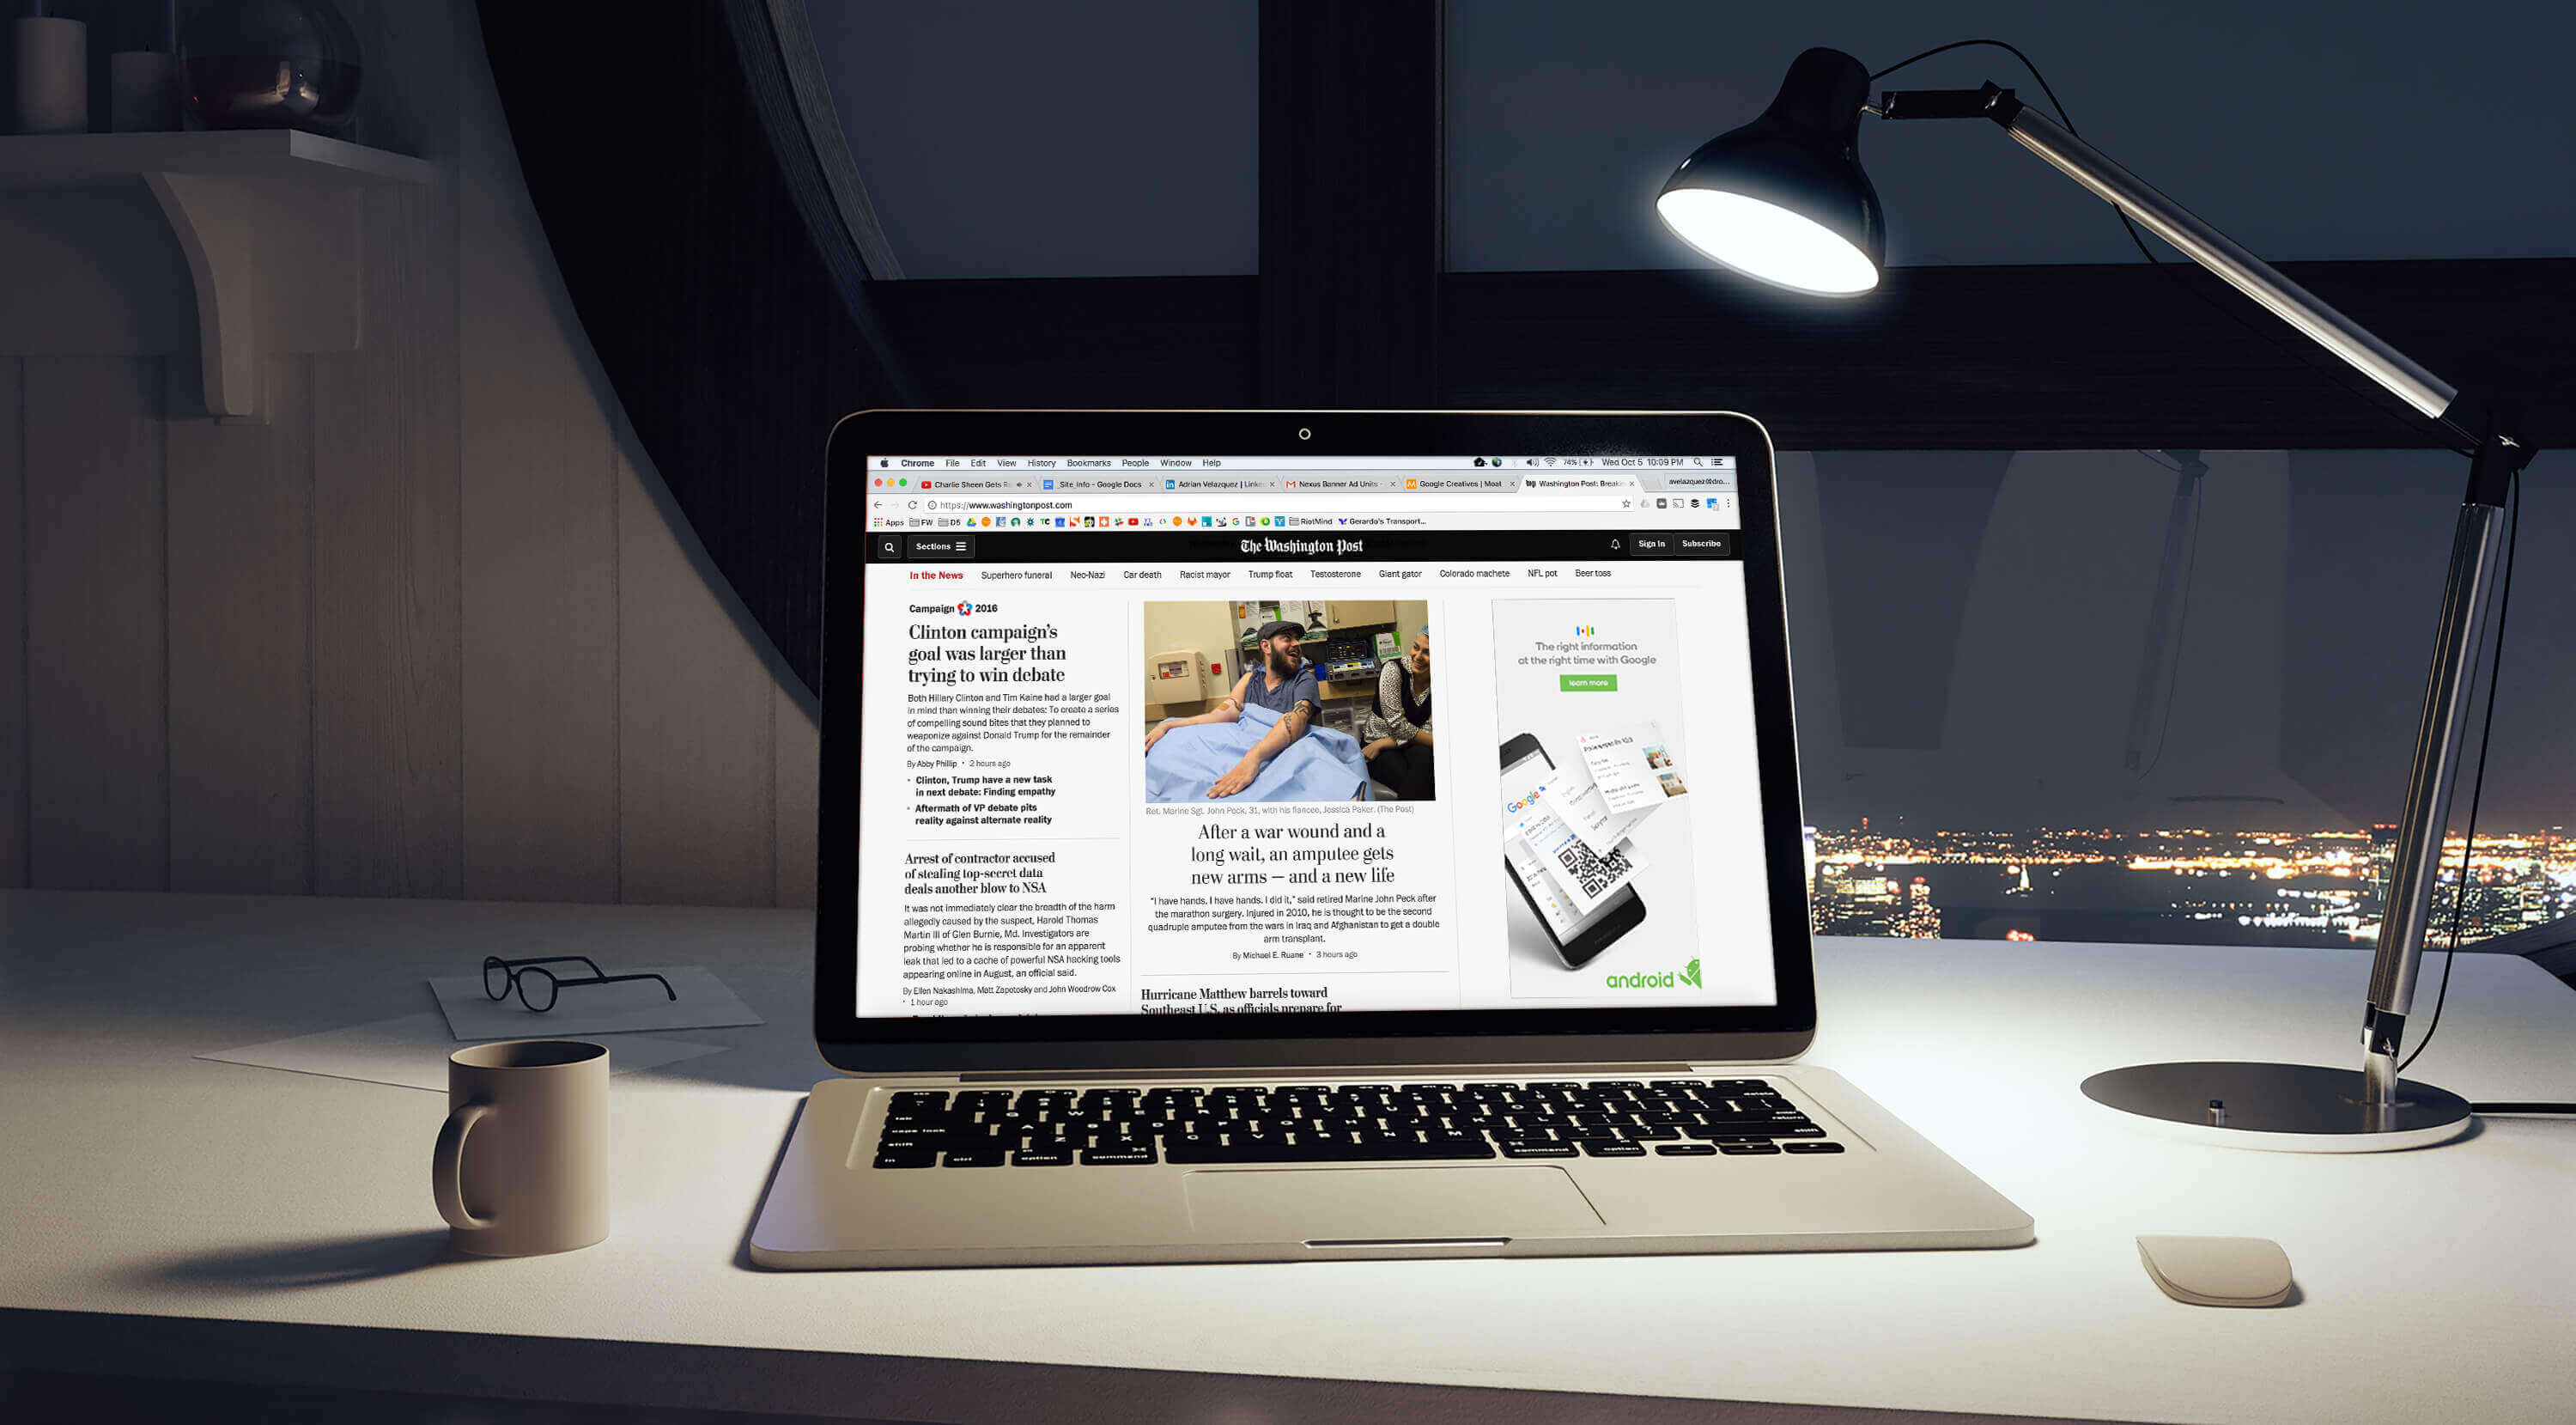 Chrome File Edit View History Bookmarks People Window Help 74% Wed Oct 5 10:09 PM
Charlie Sheen Gets _Site_Info - Google Docs Adrian Velazquez | Linke Nexus Banner Ad Units - Google Creatives | Moat Washington Post: Breaki
https://www.washingtonpost.com
Apps FW D5 TC RiotMind Gerardo's Transport...
Sections The Washington Post Sign In Subscribe
In the News Superhero funeral Neo-Nazi Car death Racist mayor Trump float Testosterone Giant gator Colorado machete NFL pot Beer toss
Campaign 2016
Clinton campaign's
goal was larger than
trying to win debate
Both Hillary Clinton and Tim Kaine had a larger goal
in mind than winning their debates: To create a series
of compelling sound bites that they planned to
weaponize against Donald Trump for the remainder
of the campaign.
By Abby Phillip • 2 hours ago
• Clinton, Trump have a new task
in next debate: Finding empathy
• Aftermath of VP debate pits
reality against alternate reality
Arrest of contractor accused
of stealing top-secret data
deals another blow to NSA
It was not immediately clear the breadth of the harm
allegedly caused by the suspect, Harold Thomas
Martin III of Glen Burnie, Md. Investigators are
probing whether he is responsible for an apparent
leak that led to a cache of powerful NSA hacking tools
appearing online in August, an official said.
By Ellen Nakashima, Matt Zapotosky and John Woodrow Cox
• 1 hour ago
Ret. Marine Sgt. John Peck, 31, with his fiancee, Jessica Paker. (The Post)
After a war wound and a
long wait, an amputee gets
new arms — and a new life
"I have hands, I have hands. I did it," said retired Marine John Peck after
the marathon surgery. Injured in 2010, he is thought to be the second
quadruple amputee from the wars in Iraq and Afghanistan to get a double
arm transplant.
By Michael E. Ruane • 3 hours ago
Hurricane Matthew barrels toward
Southeast U.S. as officials prepare for
The right information
at the right time with Google
learn more
Google
android